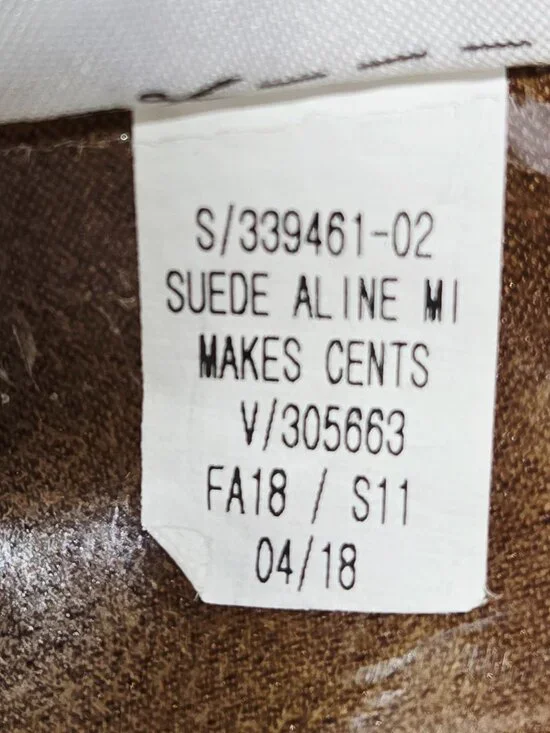 S/339461-02
SUEDE ALINE MI
MAKES CENTS
V/305663
FA18 / S11
04/18